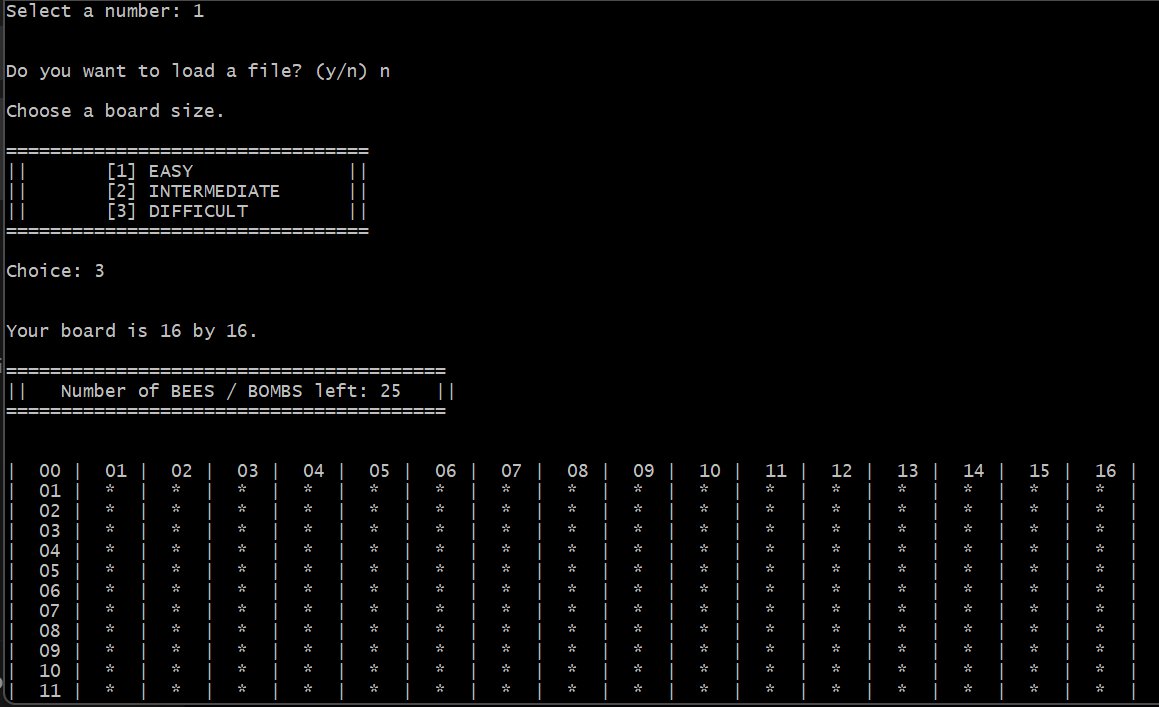 Select a number: 1
Do you want to load a file? (y/n) n
Choose a board size.
=================================
||       [1] EASY              ||
||       [2] INTERMEDIATE      ||
||       [3] DIFFICULT         ||
=================================
Choice: 3
Your board is 16 by 16.
========================================
||   Number of BEES / BOMBS left: 25   ||
========================================
|  00 |  01 |  02 |  03 |  04 |  05 |  06 |  07 |  08 |  09 |  10 |  11 |  12 |  13 |  14 |  15 |  16 |
|  01 |  *  |  *  |  *  |  *  |  *  |  *  |  *  |  *  |  *  |  *  |  *  |  *  |  *  |  *  |  *  |  *  |
|  02 |  *  |  *  |  *  |  *  |  *  |  *  |  *  |  *  |  *  |  *  |  *  |  *  |  *  |  *  |  *  |  *  |
|  03 |  *  |  *  |  *  |  *  |  *  |  *  |  *  |  *  |  *  |  *  |  *  |  *  |  *  |  *  |  *  |  *  |
|  04 |  *  |  *  |  *  |  *  |  *  |  *  |  *  |  *  |  *  |  *  |  *  |  *  |  *  |  *  |  *  |  *  |
|  05 |  *  |  *  |  *  |  *  |  *  |  *  |  *  |  *  |  *  |  *  |  *  |  *  |  *  |  *  |  *  |  *  |
|  06 |  *  |  *  |  *  |  *  |  *  |  *  |  *  |  *  |  *  |  *  |  *  |  *  |  *  |  *  |  *  |  *  |
|  07 |  *  |  *  |  *  |  *  |  *  |  *  |  *  |  *  |  *  |  *  |  *  |  *  |  *  |  *  |  *  |  *  |
|  08 |  *  |  *  |  *  |  *  |  *  |  *  |  *  |  *  |  *  |  *  |  *  |  *  |  *  |  *  |  *  |  *  |
|  09 |  *  |  *  |  *  |  *  |  *  |  *  |  *  |  *  |  *  |  *  |  *  |  *  |  *  |  *  |  *  |  *  |
|  10 |  *  |  *  |  *  |  *  |  *  |  *  |  *  |  *  |  *  |  *  |  *  |  *  |  *  |  *  |  *  |  *  |
|  11 |  *  |  *  |  *  |  *  |  *  |  *  |  *  |  *  |  *  |  *  |  *  |  *  |  *  |  *  |  *  |  *  |